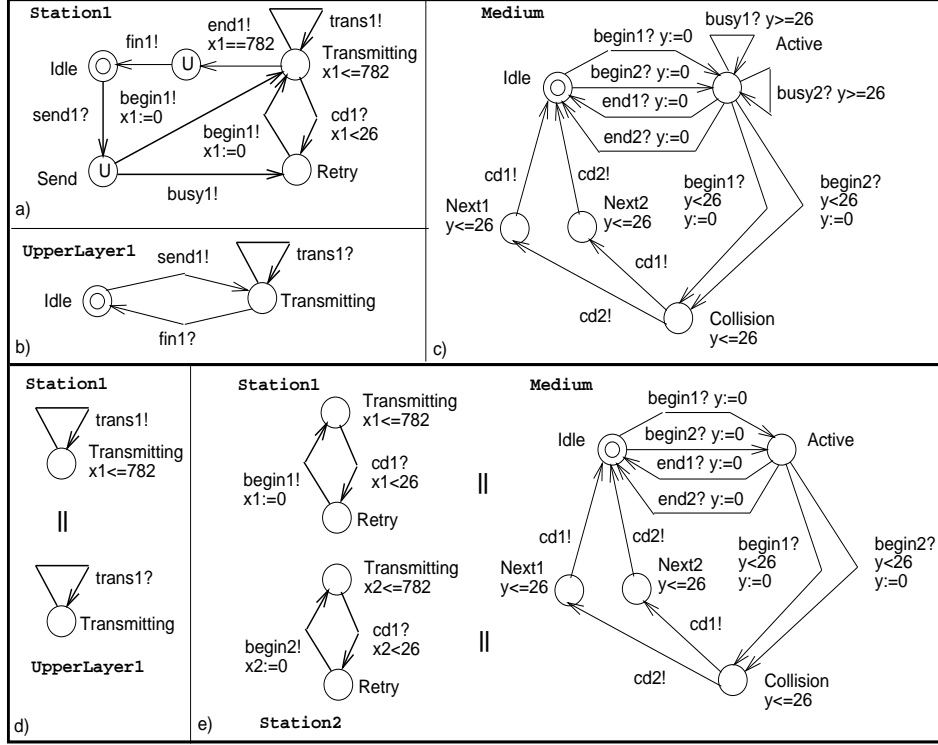 Station1
trans1!
end1!
x1==782
fin1!
U
Transmitting
x1<=782
Idle
send1?
begin1!
x1:=0
begin1!
x1:=0
cd1?
x1<26
U
Send
busy1!
Retry
a)
UpperLayer1
send1!
trans1?
Idle
Transmitting
fin1?
b)
Medium
busy1? y>=26
begin1? y:=0
Active
Idle
begin2? y:=0
end1? y:=0
busy2? y>=26
end2? y:=0
cd1!
cd2!
begin1?
y<26
y:=0
begin2?
y<26
y:=0
Next1
y<=26
Next2
y<=26
cd1!
cd2!
Collision
y<=26
c)
Station1
trans1!
Transmitting
x1<=782
||
trans1?
Transmitting
UpperLayer1
d)
Station1
Transmitting
x1<=782
begin1!
x1:=0
cd1?
x1<26
Retry
||
Transmitting
x2<=782
begin2!
x2:=0
cd1?
x2<26
Retry
||
Station2
e)
Medium
begin1? y:=0
Idle
begin2? y:=0
Active
end1? y:=0
end2? y:=0
cd1!
cd2!
begin1?
y<26
y:=0
begin2?
y<26
y:=0
Next1
y<=26
Next2
y<=26
cd1!
cd2!
Collision
y<=26